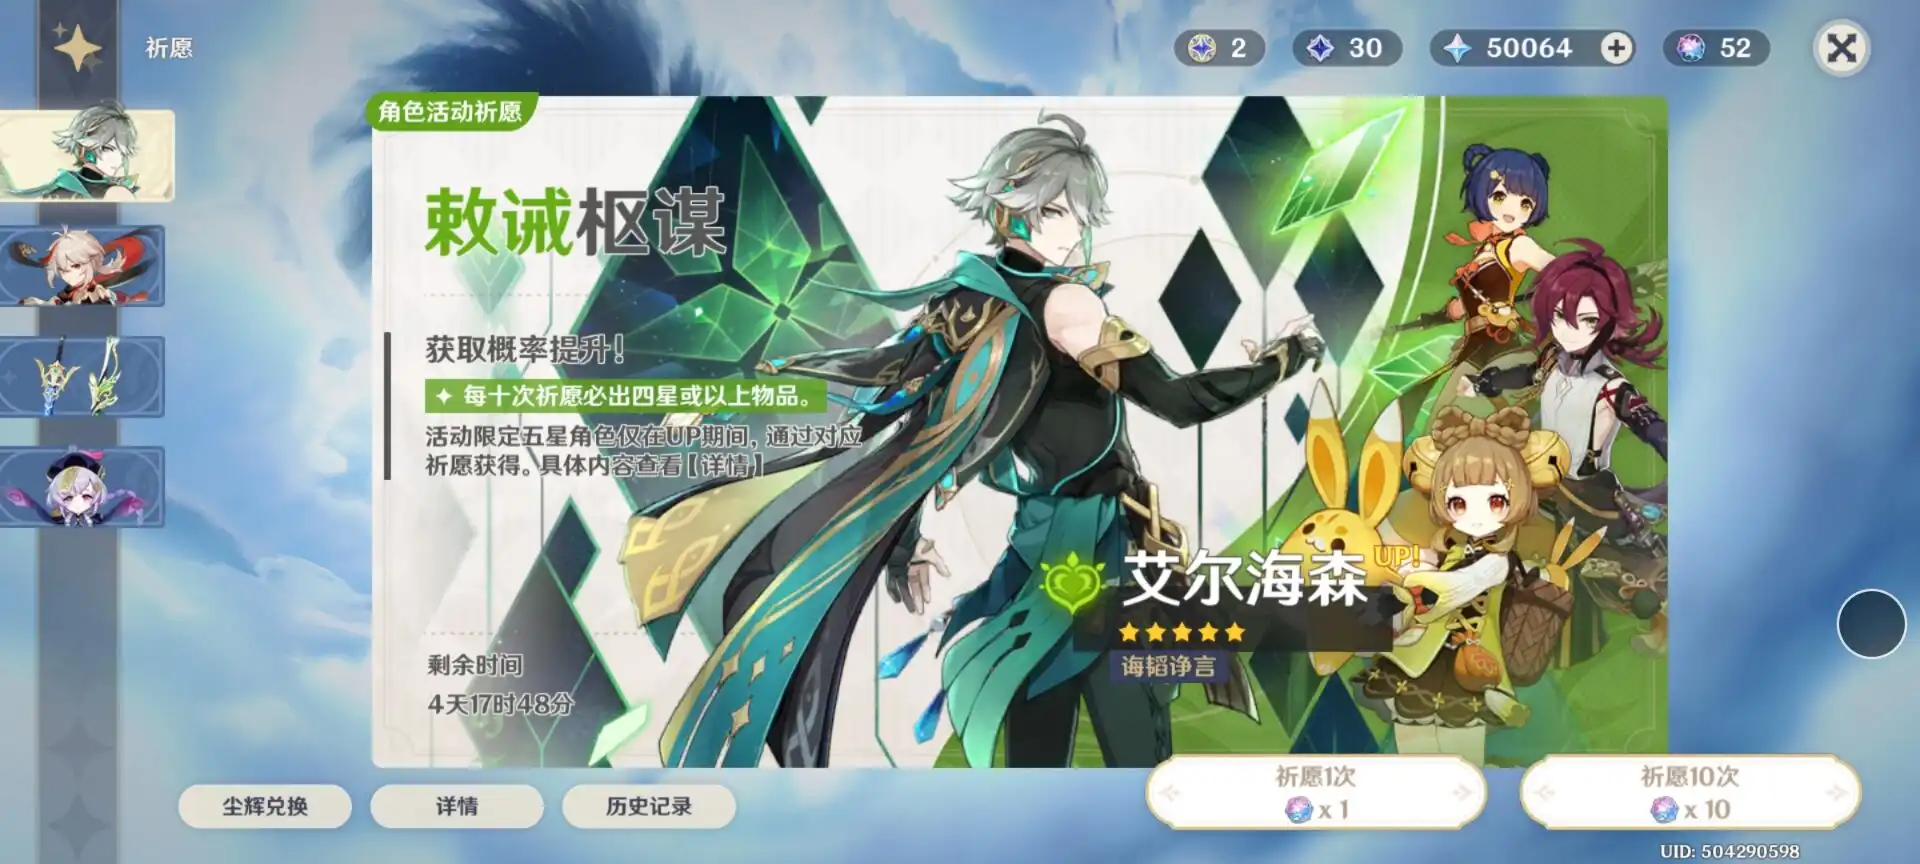 祈愿
2
30
50064
52
角色活动祈愿
敕诫枢谋
获取概率提升！
每十次祈愿必出四星或以上物品。
活动限定五星角色仅在UP期间，通过对应
祈愿获得。具体内容查看【详情】
艾尔海森
UP!
诲韬诤言
剩余时间
4天17时48分
尘辉兑换
详情
历史记录
祈愿1次
x 1
祈愿10次
x 10
UID: 504290598